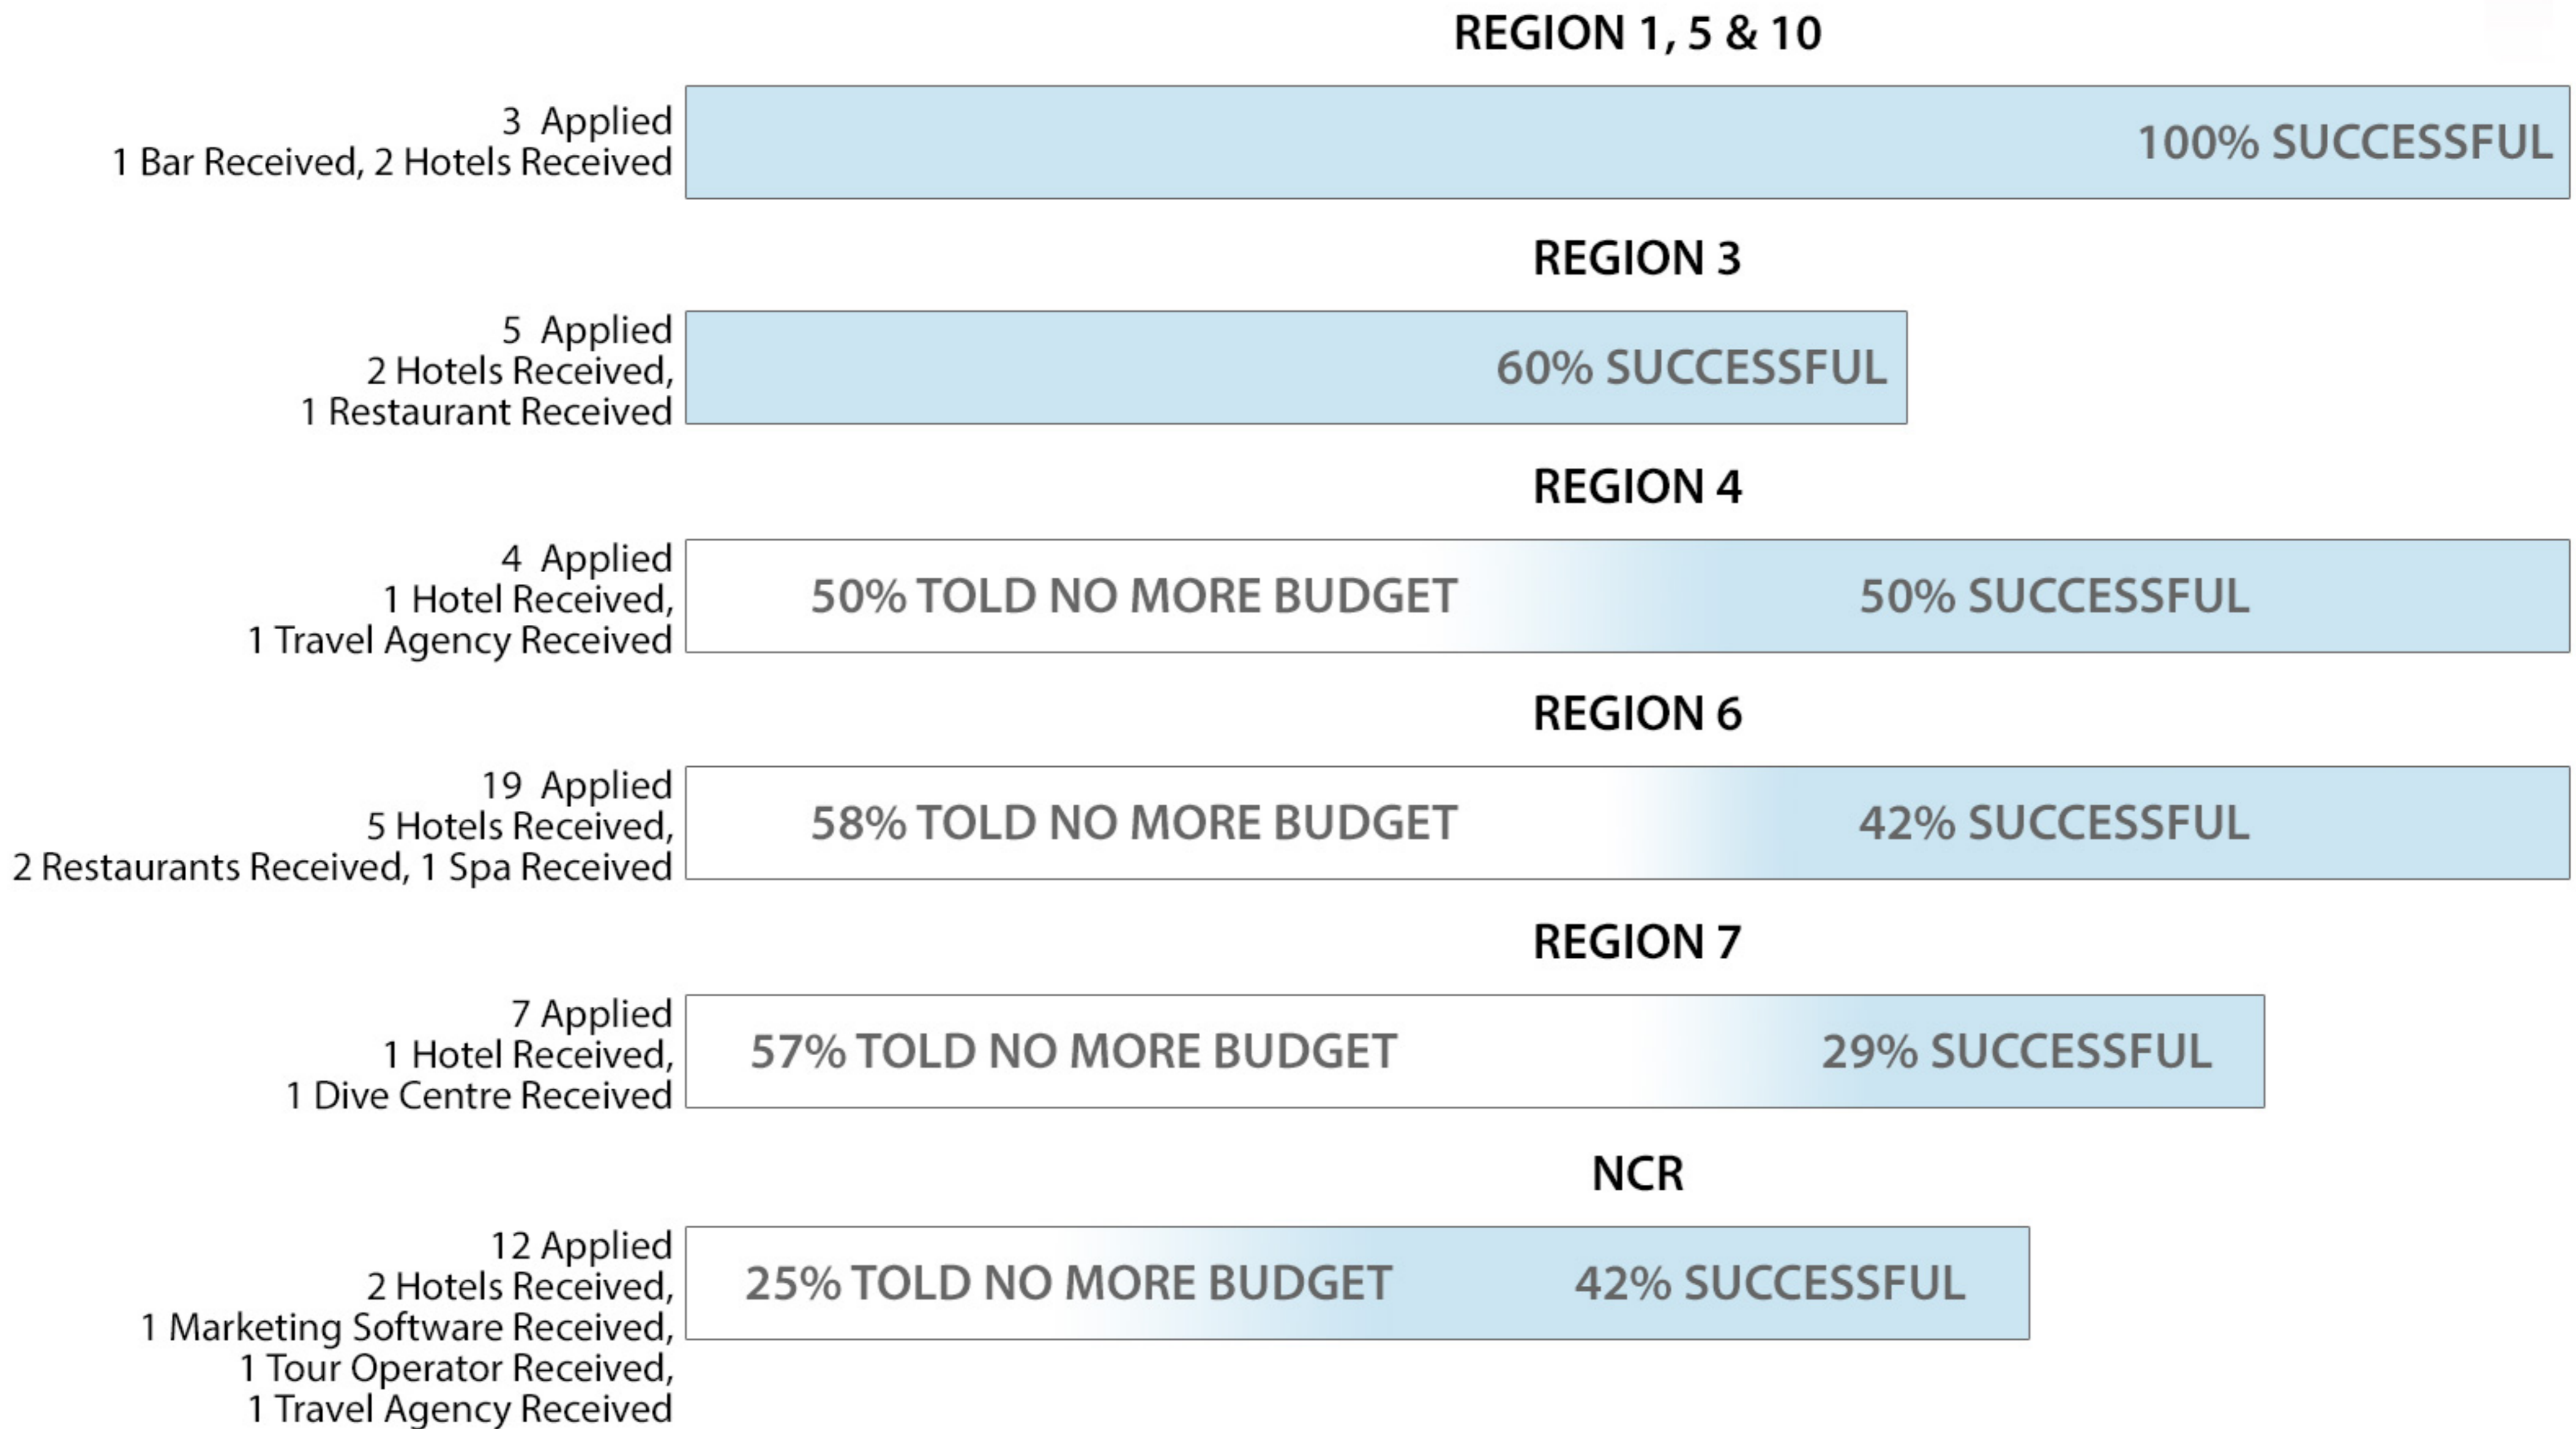 REGION 1, 5 & 10
3 Applied
1 Bar Received, 2 Hotels Received
100% SUCCESSFUL
REGION 3
5 Applied
2 Hotels Received,
1 Restaurant Received
60% SUCCESSFUL
REGION 4
4 Applied
1 Hotel Received,
1 Travel Agency Received
50% TOLD NO MORE BUDGET
50% SUCCESSFUL
REGION 6
19 Applied
5 Hotels Received,
2 Restaurants Received, 1 Spa Received
58% TOLD NO MORE BUDGET
42% SUCCESSFUL
REGION 7
7 Applied
1 Hotel Received,
1 Dive Centre Received
57% TOLD NO MORE BUDGET
29% SUCCESSFUL
NCR
12 Applied
2 Hotels Received,
1 Marketing Software Received,
1 Tour Operator Received,
1 Travel Agency Received
25% TOLD NO MORE BUDGET
42% SUCCESSFUL